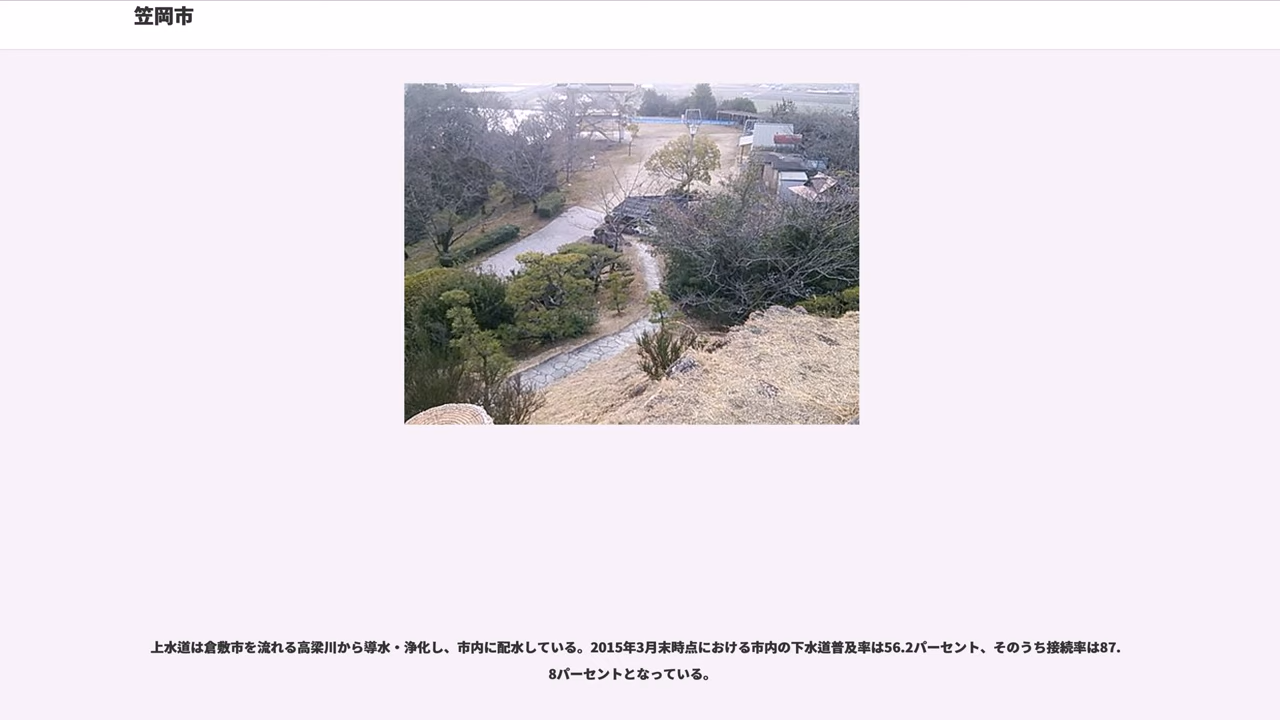 笠岡市
上水道は倉敷市を流れる高梁川から導水・浄化し、市内に配水している。2015年3月末時点における市内の下水道普及率は56.2パーセント、そのうち接続率は87.
8パーセントとなっている。